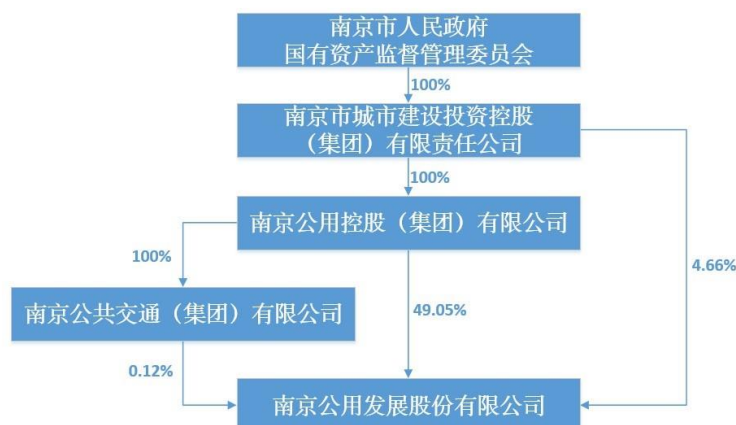 南京市人民政府
国有资产监督管理委员会
100%
南京市城市建设投资控股
（集团）有限责任公司
100%
南京公用控股（集团）有限公司
100%
4.66%
南京公共交通（集团）有限公司
49.05%
0.12%
南京公用发展股份有限公司